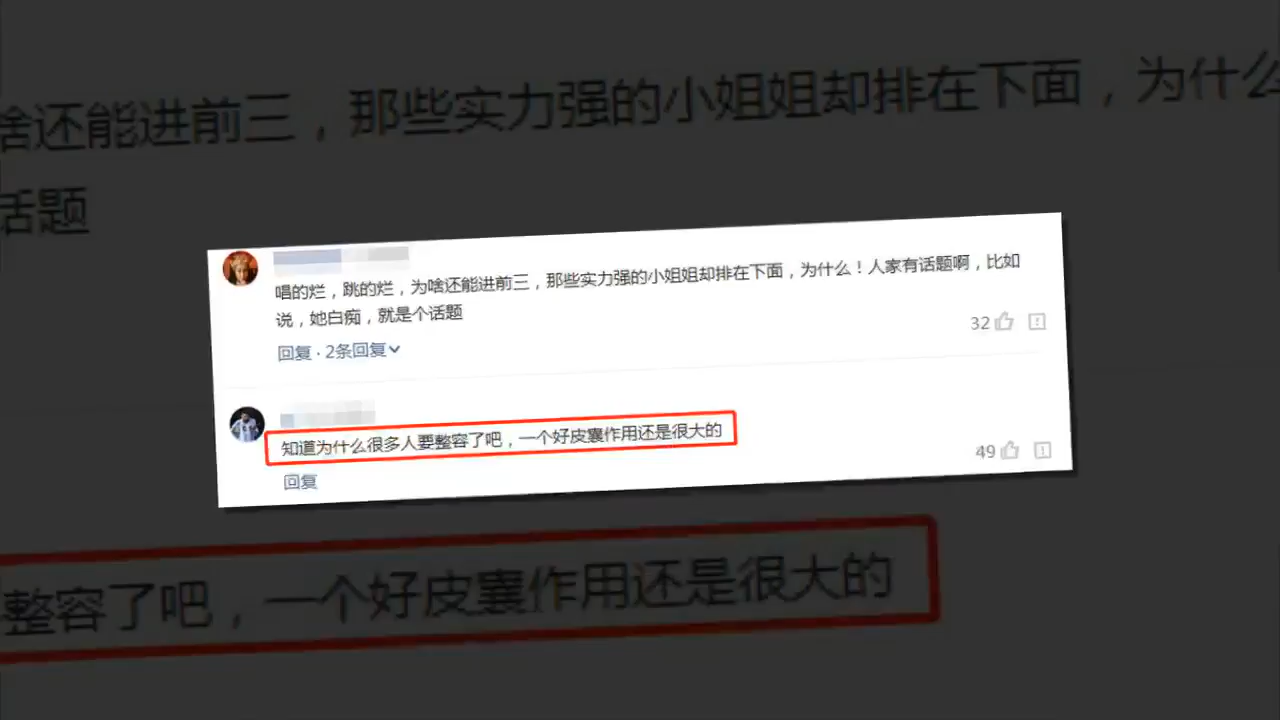 啥还能进前三，那些实力强的小姐姐却排在下面，为什么
话题
唱的烂，跳的烂，为啥还能进前三，那些实力强的小姐姐却排在下面，为什么！人家有话题啊，比如
说，她白痴，就是个话题
32
回复·2条回复
知道为什么很多人要整容了吧，一个好皮囊作用还是很大的
49
回复
整容了吧，一个好皮囊作用还是很大的